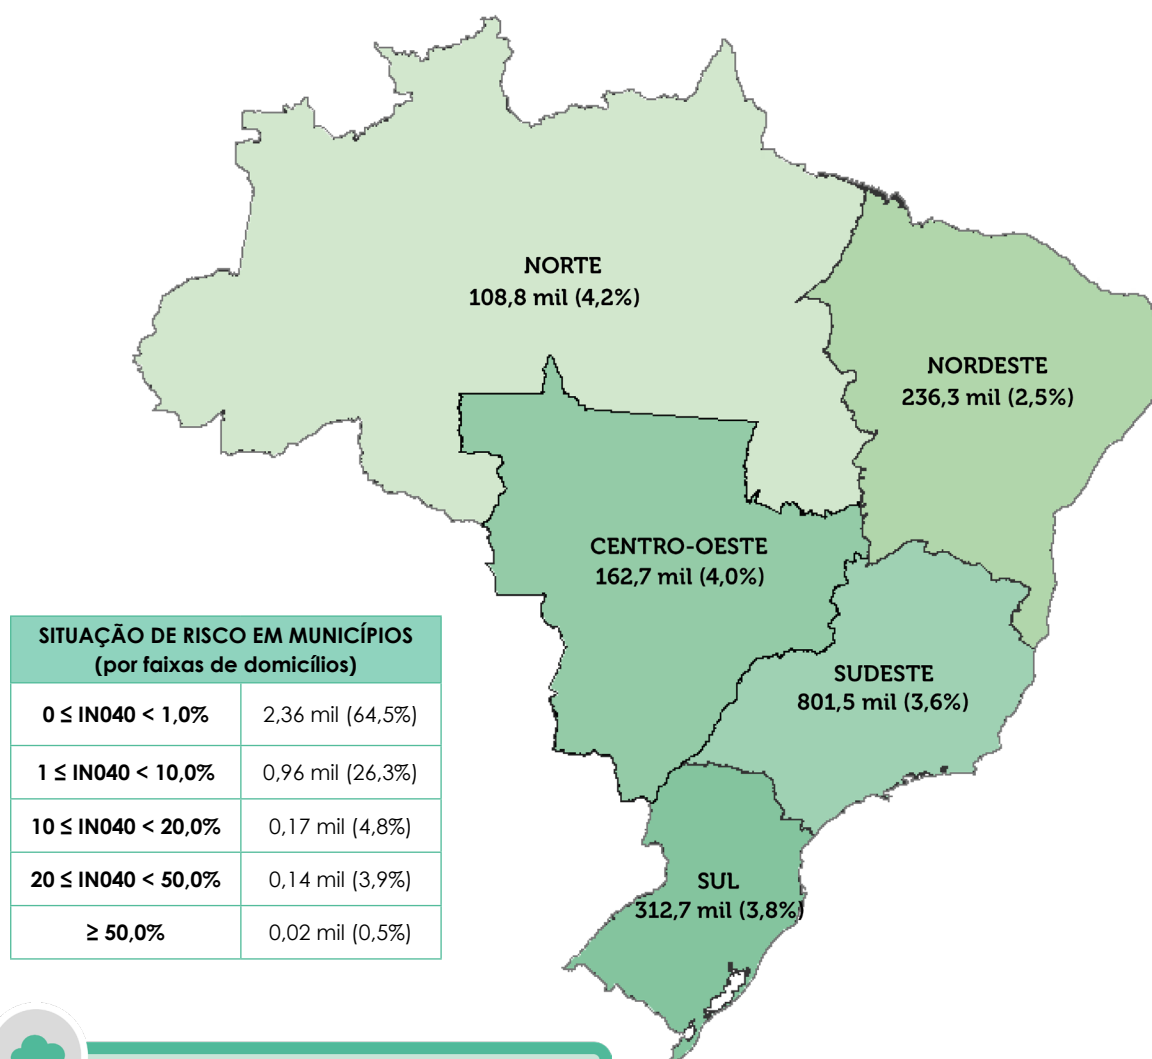 NORTE
108,8 mil (4,2%)
NORDESTE
236,3 mil (2,5%)
CENTRO-OESTE
162,7 mil (4,0%)
SUDESTE
801,5 mil (3,6%)
SUL
312,7 mil (3,8%)
SITUAÇÃO DE RISCO EM MUNICÍPIOS
(por faixas de domicílios)
0 ≤ IN040 < 1,0% 2,36 mil (64,5%)
1 ≤ IN040 < 10,0% 0,96 mil (26,3%)
10 ≤ IN040 < 20,0% 0,17 mil (4,8%)
20 ≤ IN040 < 50,0% 0,14 mil (3,9%)
≥ 50,0% 0,02 mil (0,5%)